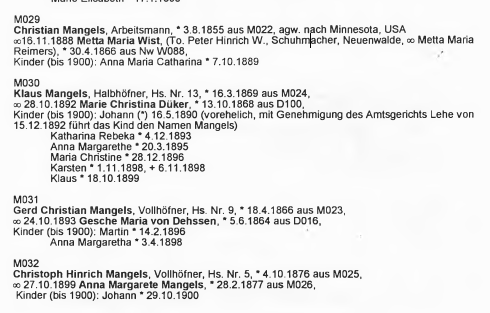 M029
Christian Mangels, Arbeitsmann, * 3.8.1855 aus M022, agw. nach Minnesota, USA
∞16.11.1888 Metta Maria Wist, (To. Peter Hinrich W., Schuhmacher, Neuenwalde, ∞ Metta Maria
Reimers), * 30.4.1866 aus Nw W088,
Kinder (bis 1900): Anna Maria Catharina * 7.10.1889
M030
Klaus Mangels, Halbhöfner, Hs. Nr. 13, * 16.3.1869 aus M024,
∞ 28.10.1892 Marie Christina Düker, * 13.10.1868 aus D100,
Kinder (bis 1900): Johann (*) 16.5.1890 (vorehelich, mit Genehmigung des Amtsgerichts Lehe von
15.12.1892 führt das Kind den Namen Mangels)
Katharina Rebeka * 4.12.1893
Anna Margarethe * 20.3.1895
Maria Christine * 28.12.1896
Karsten * 1.11.1898, + 6.11.1898
Klaus * 18.10.1899
M031
Gerd Christian Mangels, Vollhöfner, Hs. Nr. 9, * 18.4.1866 aus M023,
∞ 24.10.1893 Gesche Maria von Dehssen, * 5.6.1864 aus D016,
Kinder (bis 1900): Martin * 14.2.1896
Anna Margaretha * 3.4.1898
M032
Christoph Hinrich Mangels, Vollhöfner, Hs. Nr. 5, * 4.10.1876 aus M025,
∞ 27.10.1899 Anna Margarete Mangels, * 28.2.1877 aus M026,
Kinder (bis 1900): Johann * 29.10.1900